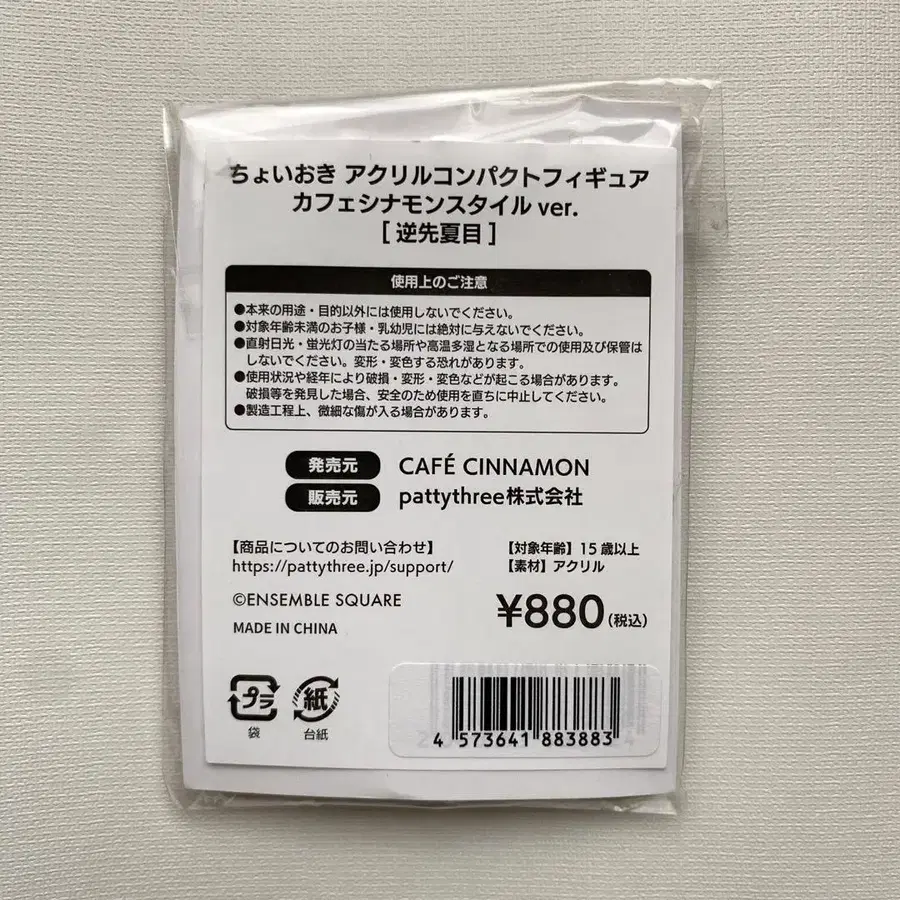 ちょいおき アクリルコンパクトフィギュア
カフェシナモンスタイル ver.
[ 逆先夏目 ]
使用上のご注意
●本来の用途・目的以外には使用しないでください。
●対象年齢未満のお子様・乳幼児には絶対に与えないでください。
●直射日光・蛍光灯の当たる場所や高温多湿となる場所での使用及び保管は
しないでください。変形・変色する恐れがあります。
●使用状況や経年により破損・変形・変色などが起こる場合があります。
破損等を発見した場合、安全のため使用を直ちに中止してください。
●製造工程上、微細な傷が入る場合があります。
発売元 CAFÉ CINNAMON
販売元 pattythree株式会社
【商品についてのお問い合わせ】
https://pattythree.jp/support/
【対象年齢】15歳以上
【素材】アクリル
©ENSEMBLE SQUARE
MADE IN CHINA
¥880(税込)
プラ 紙
袋 台紙
4 573641 883883